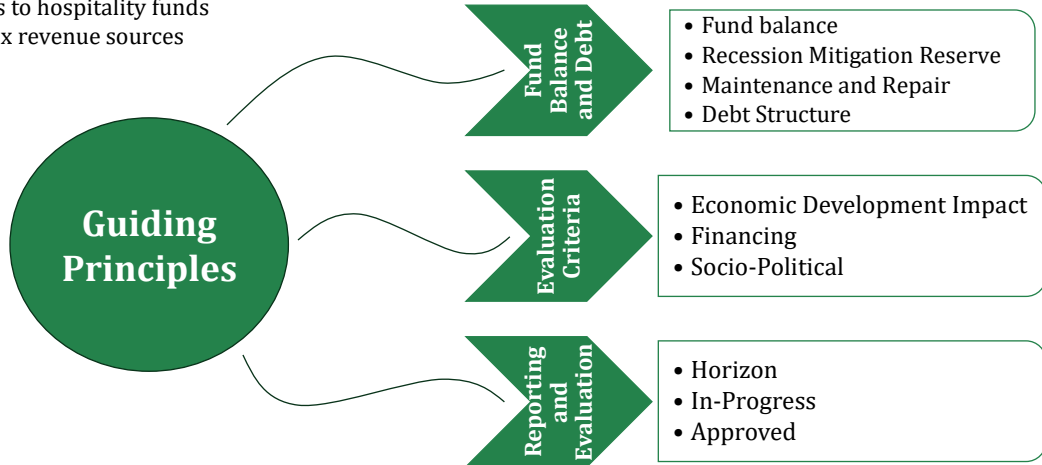 s to hospitality funds
x revenue sources
Guiding
Principles
Fund
Balance
and Debt
• Fund balance
• Recession Mitigation Reserve
• Maintenance and Repair
• Debt Structure
Evaluation
Criteria
• Economic Development Impact
• Financing
• Socio-Political
Reporting
and
Evaluation
• Horizon
• In-Progress
• Approved